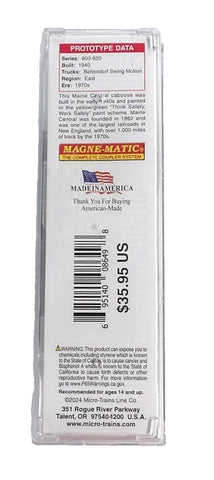 PROTOTYPE DATA
Series: 600-620
Built: 1940
Trucks: Bettendorf Swing Motion
Region: East
Era: 1970s
This Maine Central caboose was
built in the early 1940s and painted in
the yellow/green "Think Safety,
Work Safely" paint scheme. Maine
Central was founded in 1862 and
was one of the largest railroads in
New England, with over 1,000 miles
of track by the 1970s.
MAGNE-MATIC®
THE COMPLETE COUPLER SYSTEM
MADE IN AMERICA
Thank You For Buying
American-Made
6 95140 08649 8
$35.95 US
WARNING: This product can expose you to
chemicals including styrene which is known to
the State of California to cause cancer and
Bisphenol A which is known to the State of
California to cause birth defects or other
reproductive harm. For more information go to
www.P65Warnings.ca.gov.
Recommended for ages 14 and up.
©2024 Micro-Trains Line Co.
351 Rogue River Parkway
Talent, OR 97540-1200 U.S.A.
www.micro-trains.com